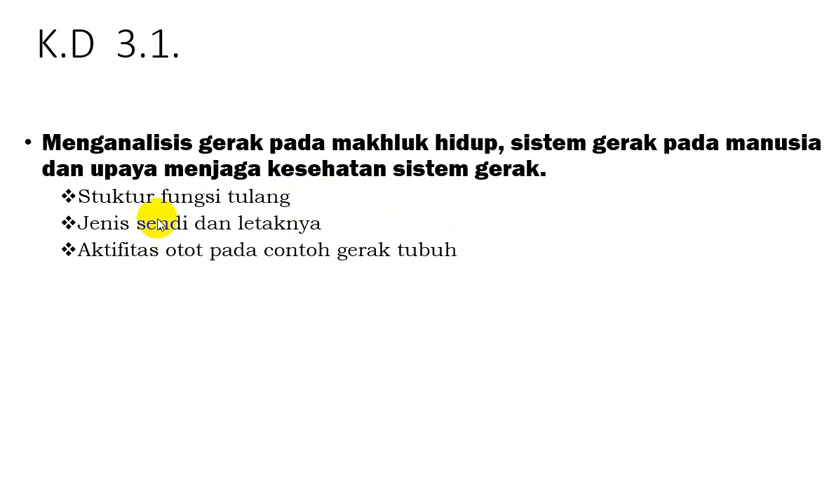 K.D 3.1.
• Menganalisis gerak pada makhluk hidup, sistem gerak pada manusia
dan upaya menjaga kesehatan sistem gerak.
❖Stuktur fungsi tulang
❖Jenis sendi dan letaknya
❖Aktifitas otot pada contoh gerak tubuh